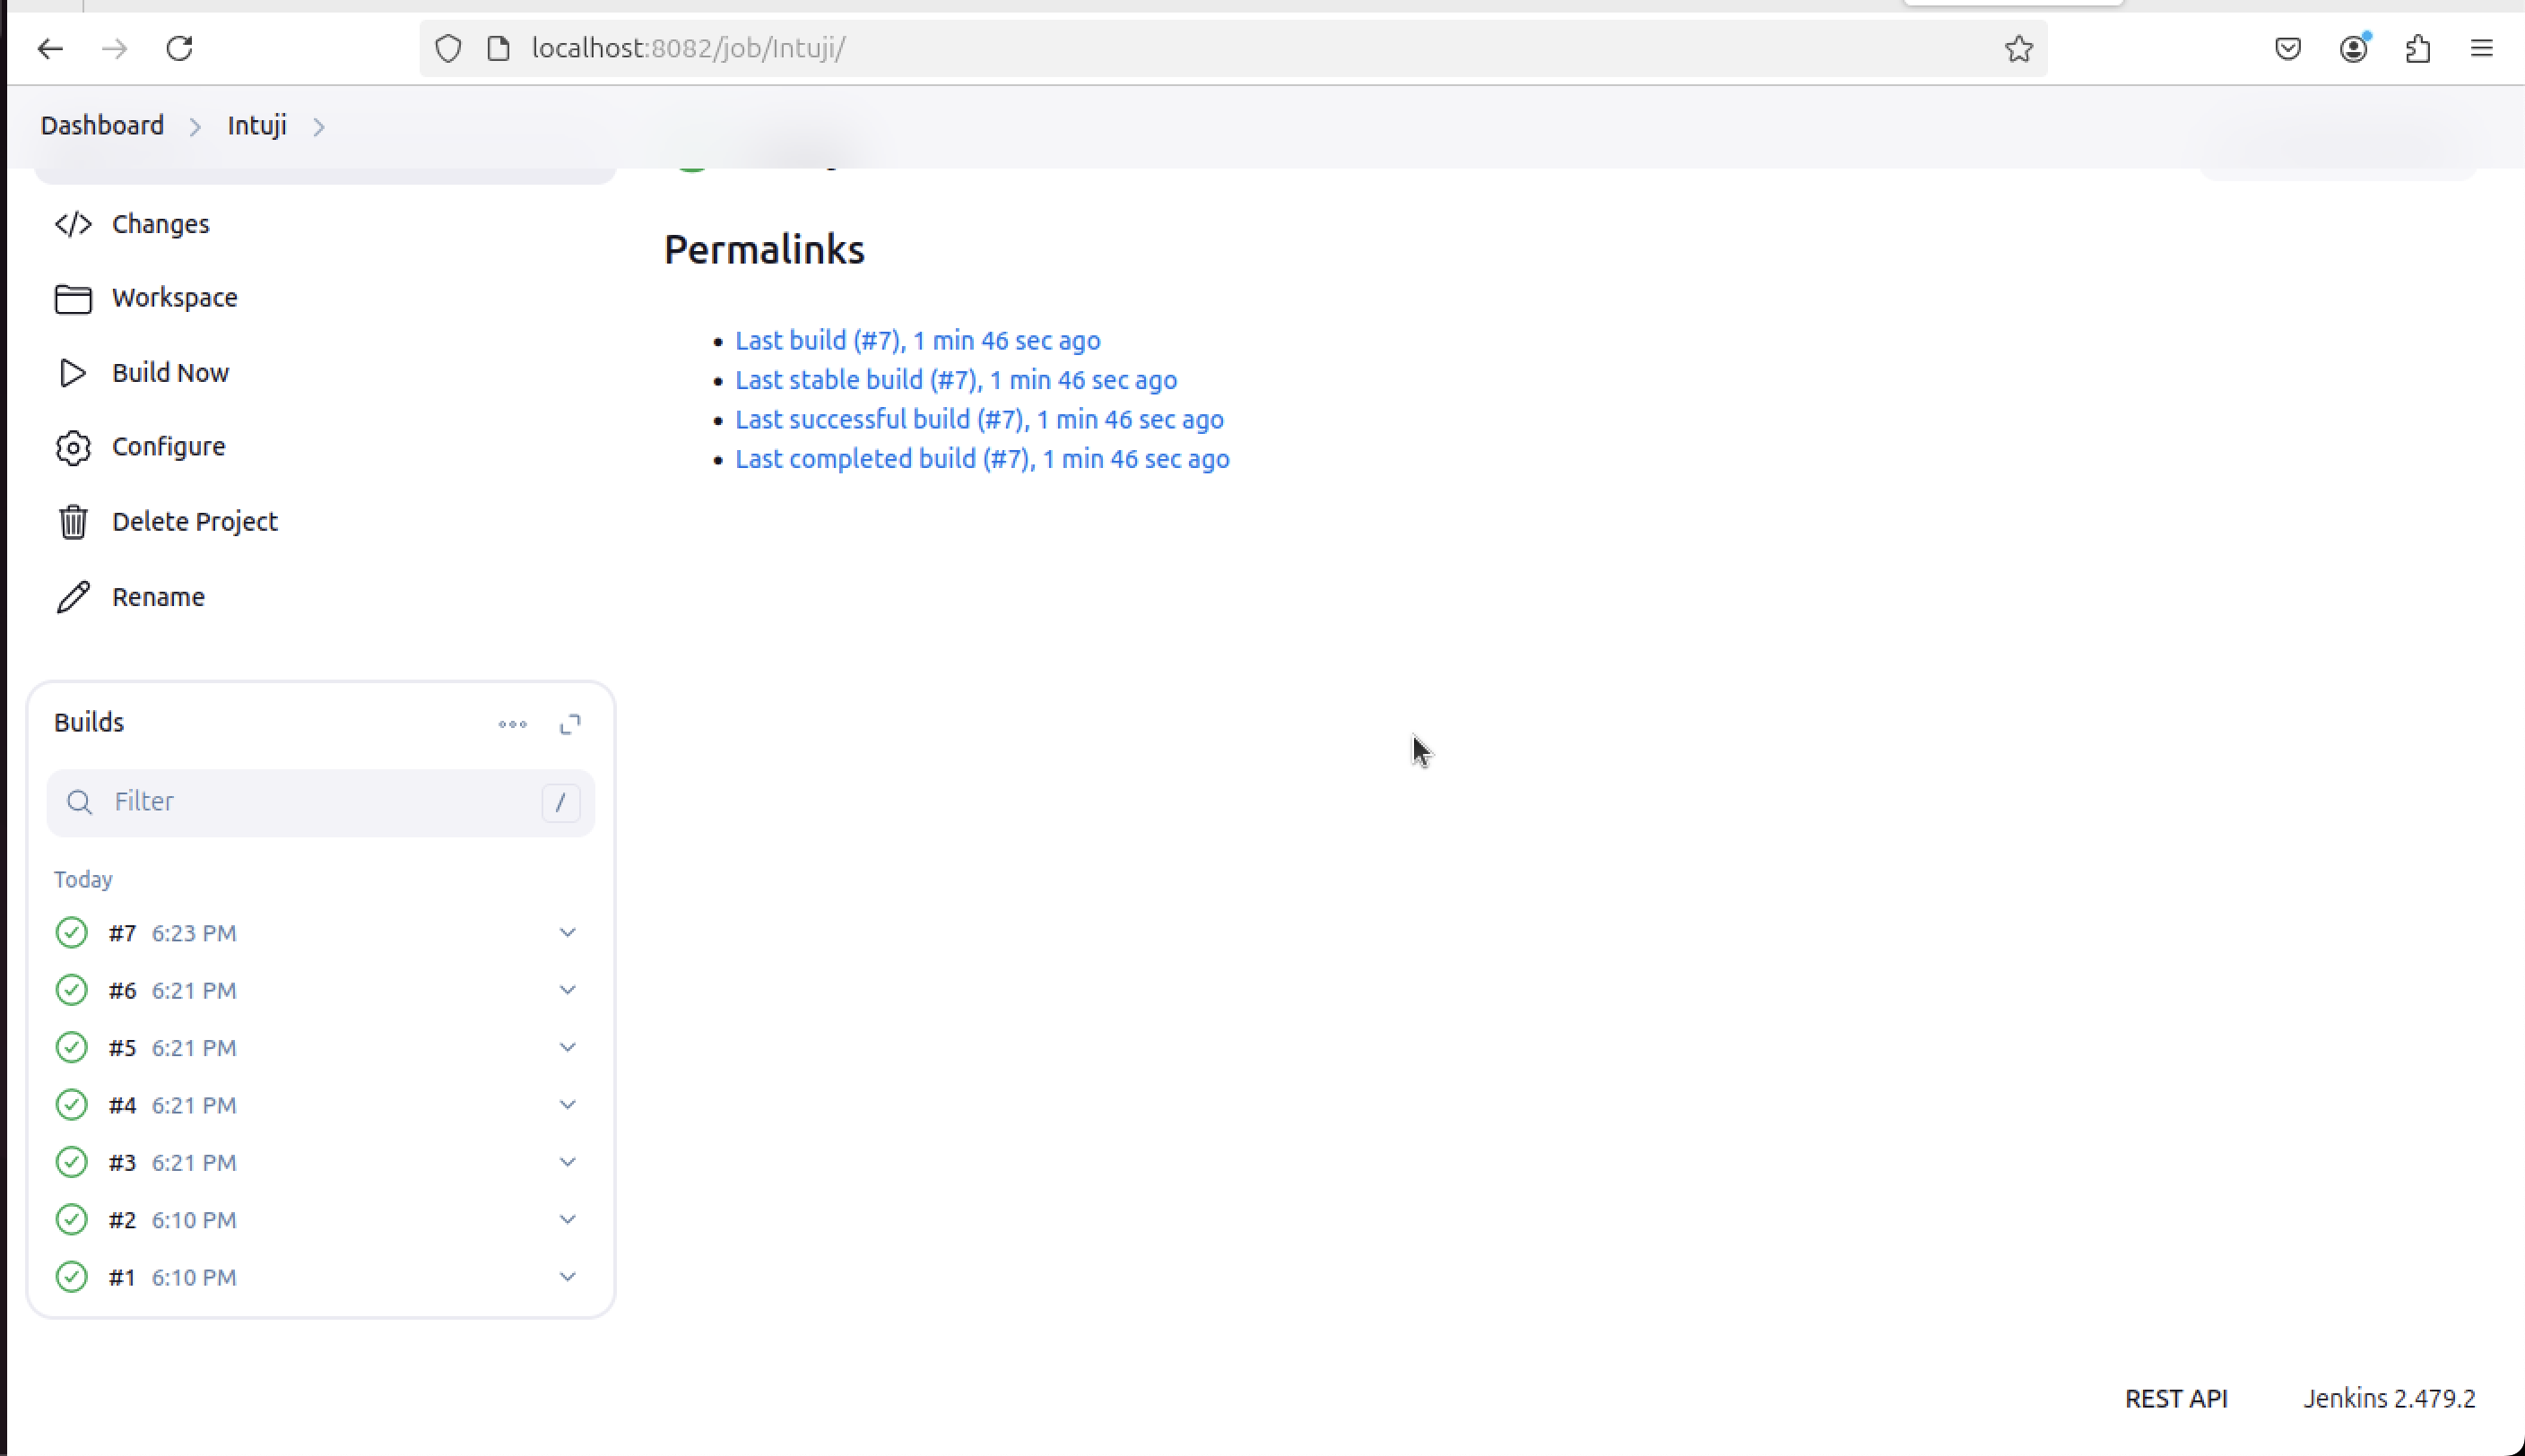 localhost:8082/job/Intuji/
Dashboard
Intuji
Changes
Workspace
Build Now
Configure
Delete Project
Rename
Permalinks
Last build (#7), 1 min 46 sec ago
Last stable build (#7), 1 min 46 sec ago
Last successful build (#7), 1 min 46 sec ago
Last completed build (#7), 1 min 46 sec ago
Builds
Filter /
Today
#7 6:23 PM
#6 6:21 PM
#5 6:21 PM
#4 6:21 PM
#3 6:21 PM
#2 6:10 PM
#1 6:10 PM
REST API
Jenkins 2.479.2